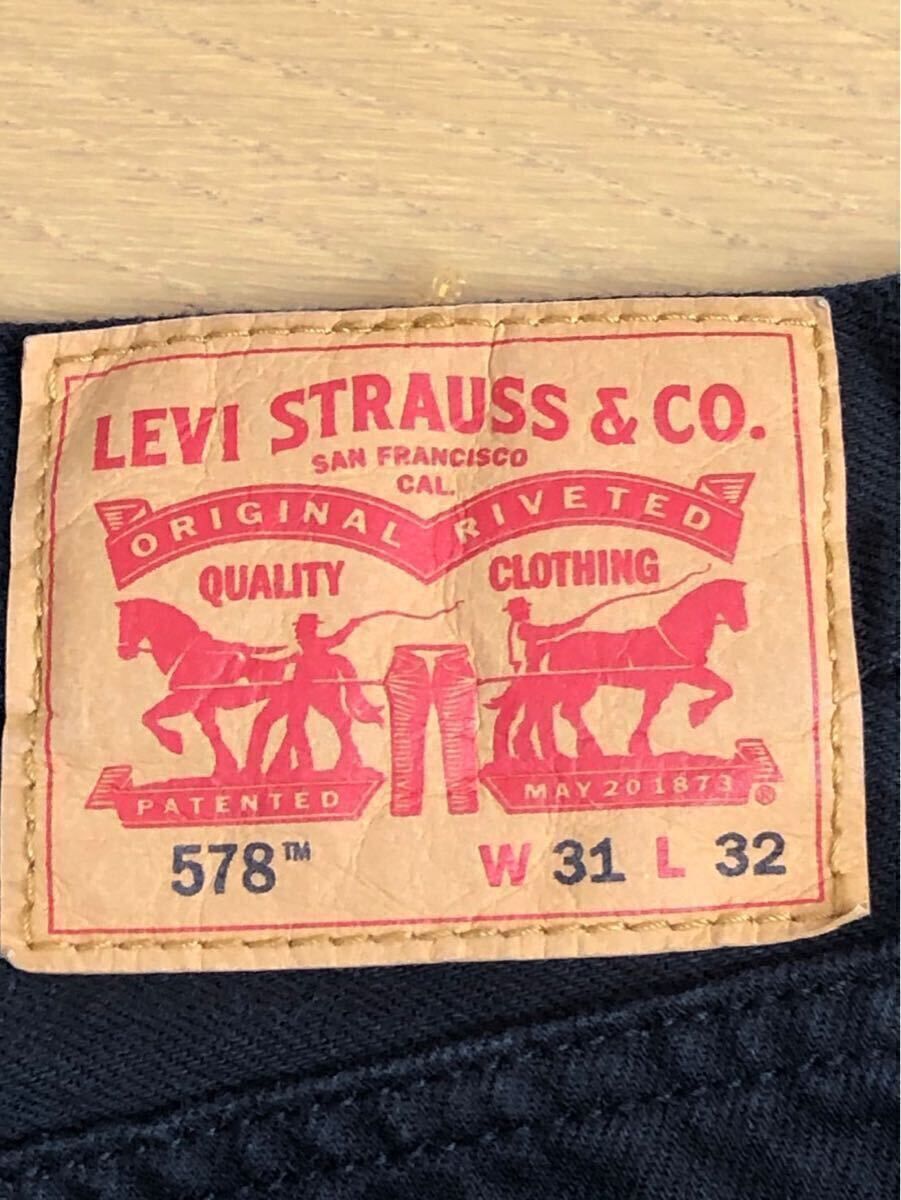 LEVI STRAUSS & CO.
SAN FRANCISCO
CAL.
ORIGINAL RIVETED
QUALITY CLOTHING
PATENTED MAY 20 1873 ®
578™ W 31 L 32